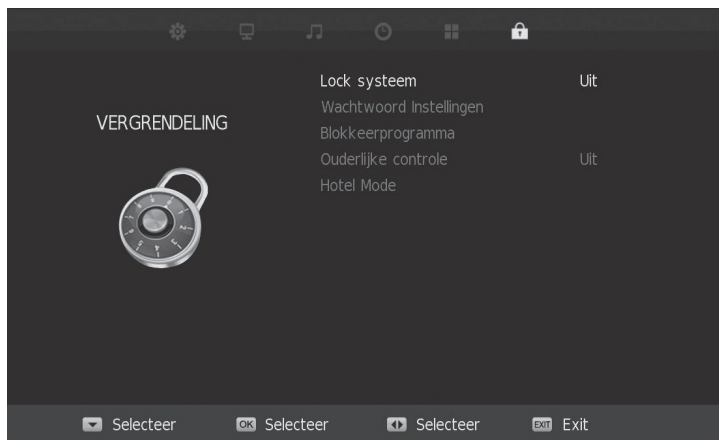 VERGRENDELING
Lock systeem Uit
Wachtwoord Instellingen
Blokkeerprogramma
Ouderlijke controle Uit
Hotel Mode
Selecteer OK Selecteer Selecteer EXIT Exit